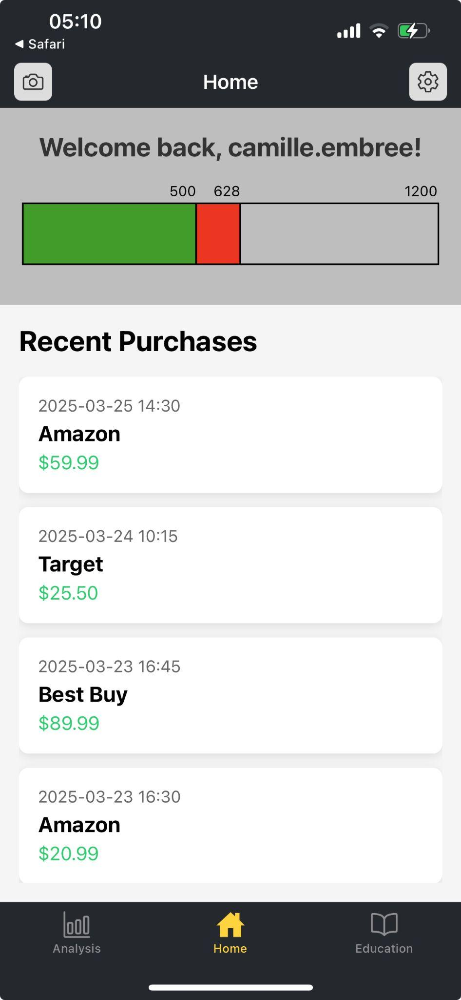 05:10
Safari
Home
Welcome back, camille.embree!
500 628 1200
Recent Purchases
2025-03-25 14:30
Amazon
$59.99
2025-03-24 10:15
Target
$25.50
2025-03-23 16:45
Best Buy
$89.99
2025-03-23 16:30
Amazon
$20.99
Analysis Home Education